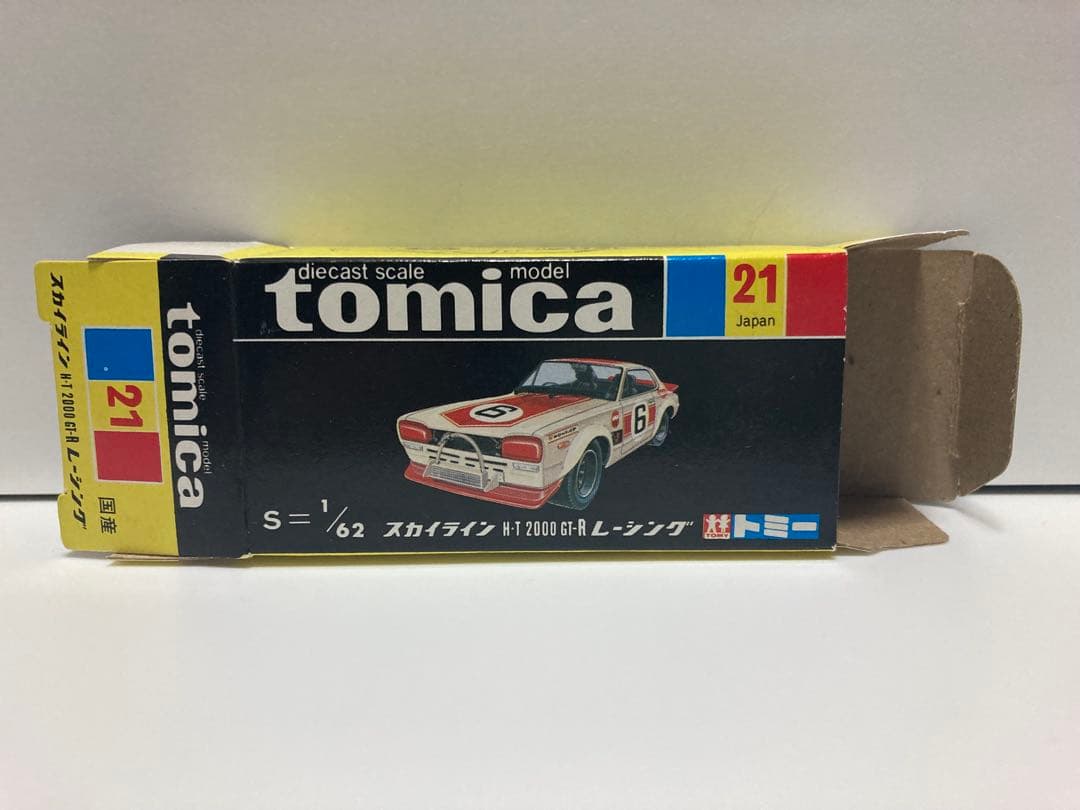 diecast scale model
tomica
21
Japan
6
6
S=1/62 スカイライン H·T 2000 GT-R レーシング
TOMY
トミー
diecast scale model
tomica
21
国産
スカイライン H·T 2000 GT-R レーシング